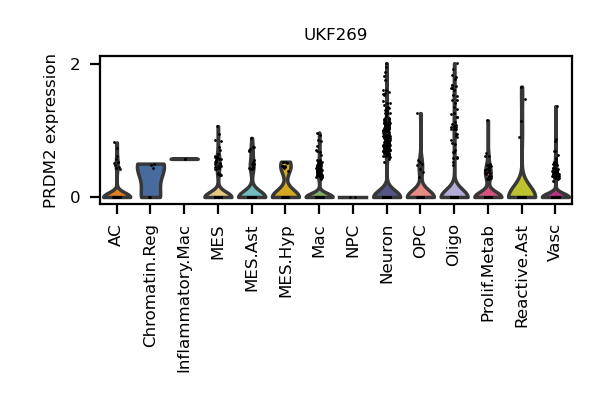 UKF269
PRDM2 expression
2
0
AC
Chromatin.Reg
Inflammatory.Mac
MES
MES.Ast
MES.Hyp
Mac
NPC
Neuron
OPC
Oligo
Prolif.Metab
Reactive.Ast
Vasc